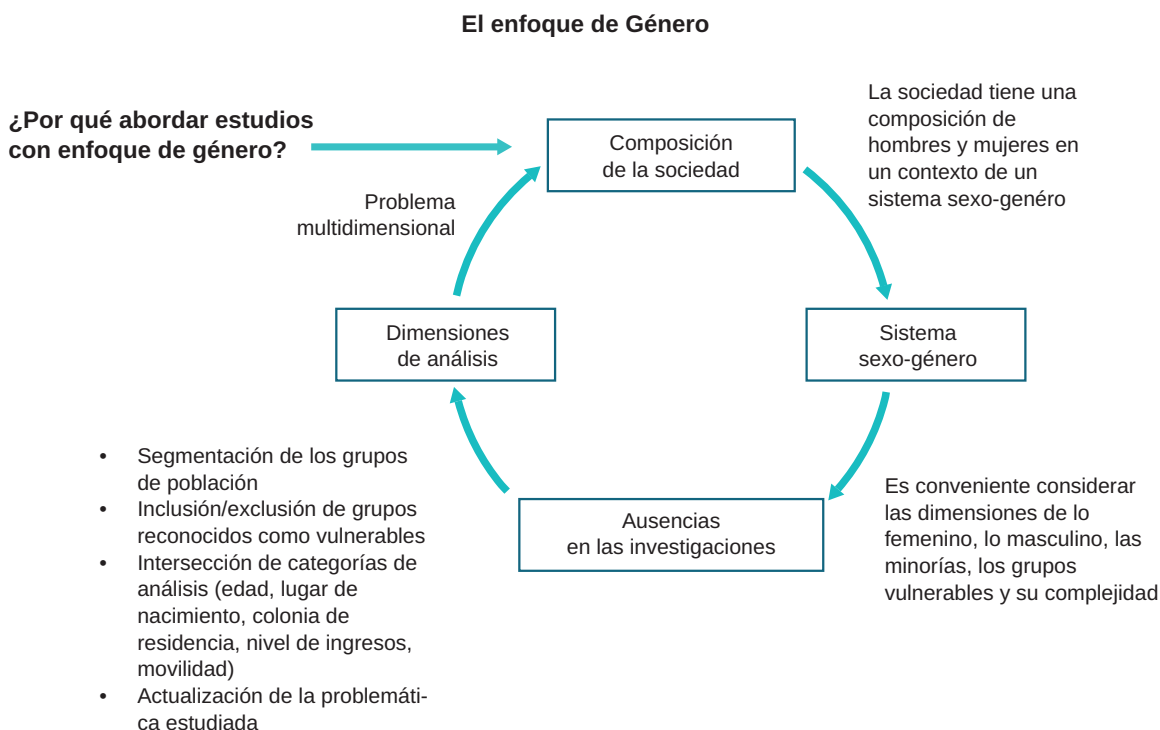 El enfoque de Género
¿Por qué abordar estudios
con enfoque de género?
Composición
de la sociedad
La sociedad tiene una
composición de
hombres y mujeres en
un contexto de un
sistema sexo-genéro
Problema
multidimensional
Dimensiones
de análisis
Sistema
sexo-género
• Segmentación de los grupos
de población
• Inclusión/exclusión de grupos
reconocidos como vulnerables
• Intersección de categorías de
análisis (edad, lugar de
nacimiento, colonia de
residencia, nivel de ingresos,
movilidad)
• Actualización de la problemáti-
ca estudiada
Ausencias
en las investigaciones
Es conveniente considerar
las dimensiones de lo
femenino, lo masculino, las
minorías, los grupos
vulnerables y su complejidad